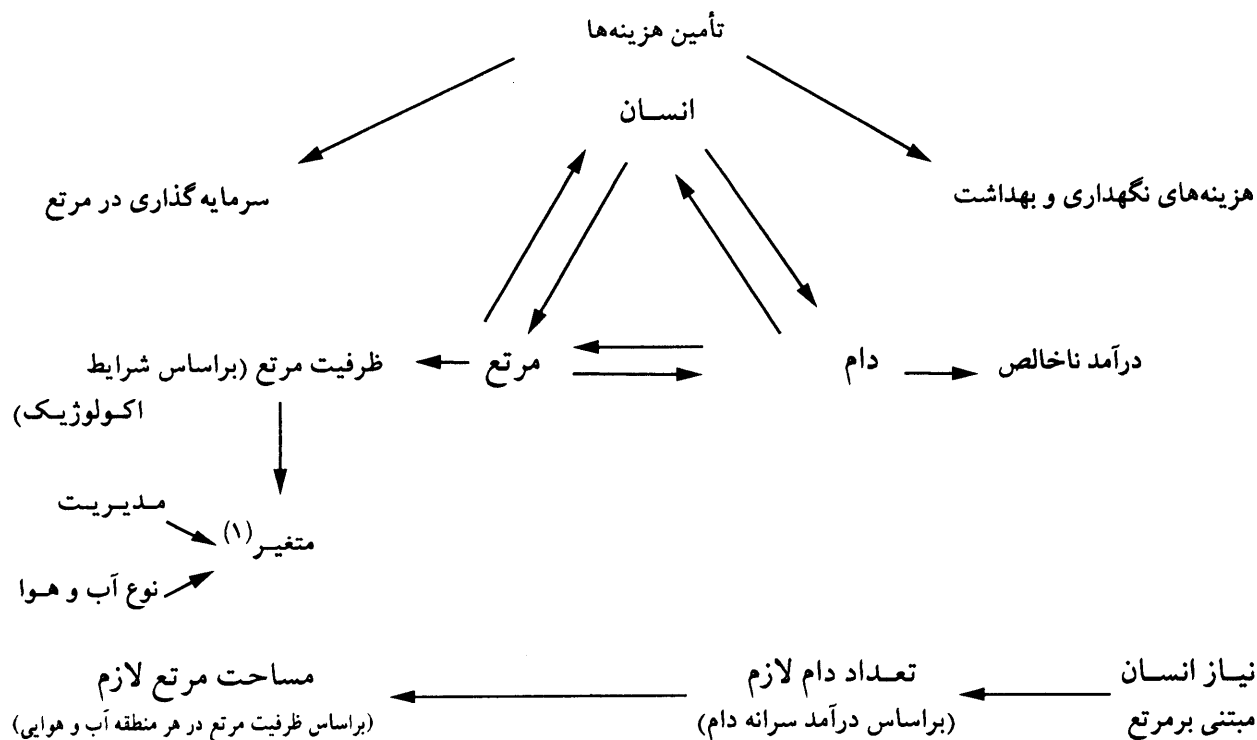 تأمین هزینه‌ها
انسان
هزینه‌های نگهداری و بهداشت
سرمایه‌گذاری در مرتع
درآمد ناخالص
دام
مرتع
ظرفیت مرتع (براساس شرایط
اکولوژیک)
مدیریت
متغیر (۱)
نوع آب و هوا
نیاز انسان
مبتنی برمرتع
تعداد دام لازم
(براساس درآمد سرانه دام)
مساحت مرتع لازم
(براساس ظرفیت مرتع در هر منطقه آب و هوایی)